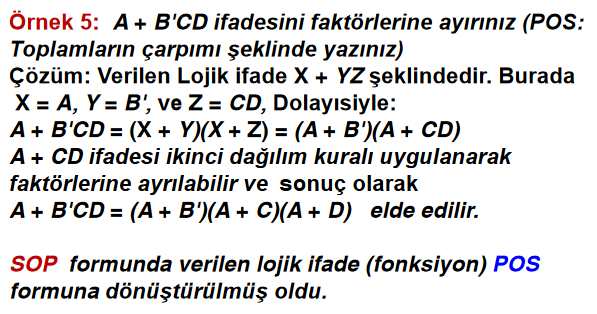 Örnek 5: A + B'CD ifadesini faktörlerine ayırınız (POS:
Toplamların çarpımı şeklinde yazınız)
Çözüm: Verilen Lojik ifade X + YZ şeklindedir. Burada
X = A, Y = B', ve Z = CD, Dolayısiyle:
A + B'CD = (X + Y)(X + Z) = (A + B')(A + CD)
A + CD ifadesi ikinci dağılım kuralı uygulanarak
faktörlerine ayrılabilir ve sonuç olarak
A + B'CD = (A + B')(A + C)(A + D) elde edilir.
SOP formunda verilen lojik ifade (fonksiyon) POS
formuna dönüştürülmüş oldu.